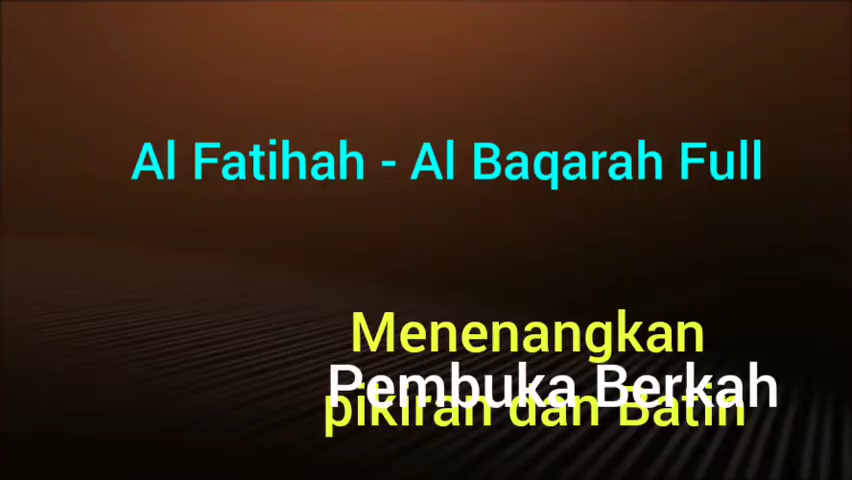 Al Fatihah - Al Baqarah Full
Menenangkan
Pembuka Berkah
pikiran dan Batin